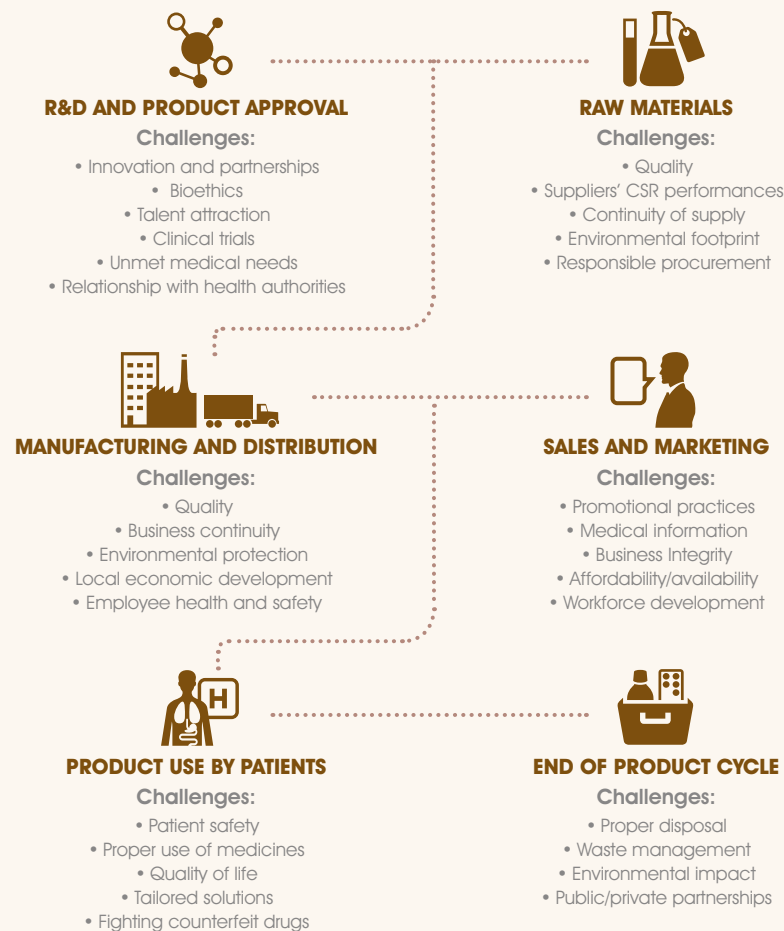 R&D AND PRODUCT APPROVAL
Challenges:
• Innovation and partnerships
• Bioethics
• Talent attraction
• Clinical trials
• Unmet medical needs
• Relationship with health authorities
RAW MATERIALS
Challenges:
• Quality
• Suppliers' CSR performances
• Continuity of supply
• Environmental footprint
• Responsible procurement
MANUFACTURING AND DISTRIBUTION
Challenges:
• Quality
• Business continuity
• Environmental protection
• Local economic development
• Employee health and safety
SALES AND MARKETING
Challenges:
• Promotional practices
• Medical information
• Business Integrity
• Affordability/availability
• Workforce development
H
PRODUCT USE BY PATIENTS
Challenges:
• Patient safety
• Proper use of medicines
• Quality of life
• Tailored solutions
• Fighting counterfeit drugs
END OF PRODUCT CYCLE
Challenges:
• Proper disposal
• Waste management
• Environmental impact
• Public/private partnerships